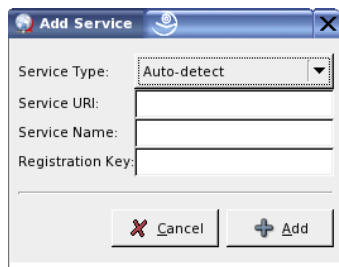 Add Service
Service Type: Auto-detect
Service URI:
Service Name:
Registration Key:
Cancel Add